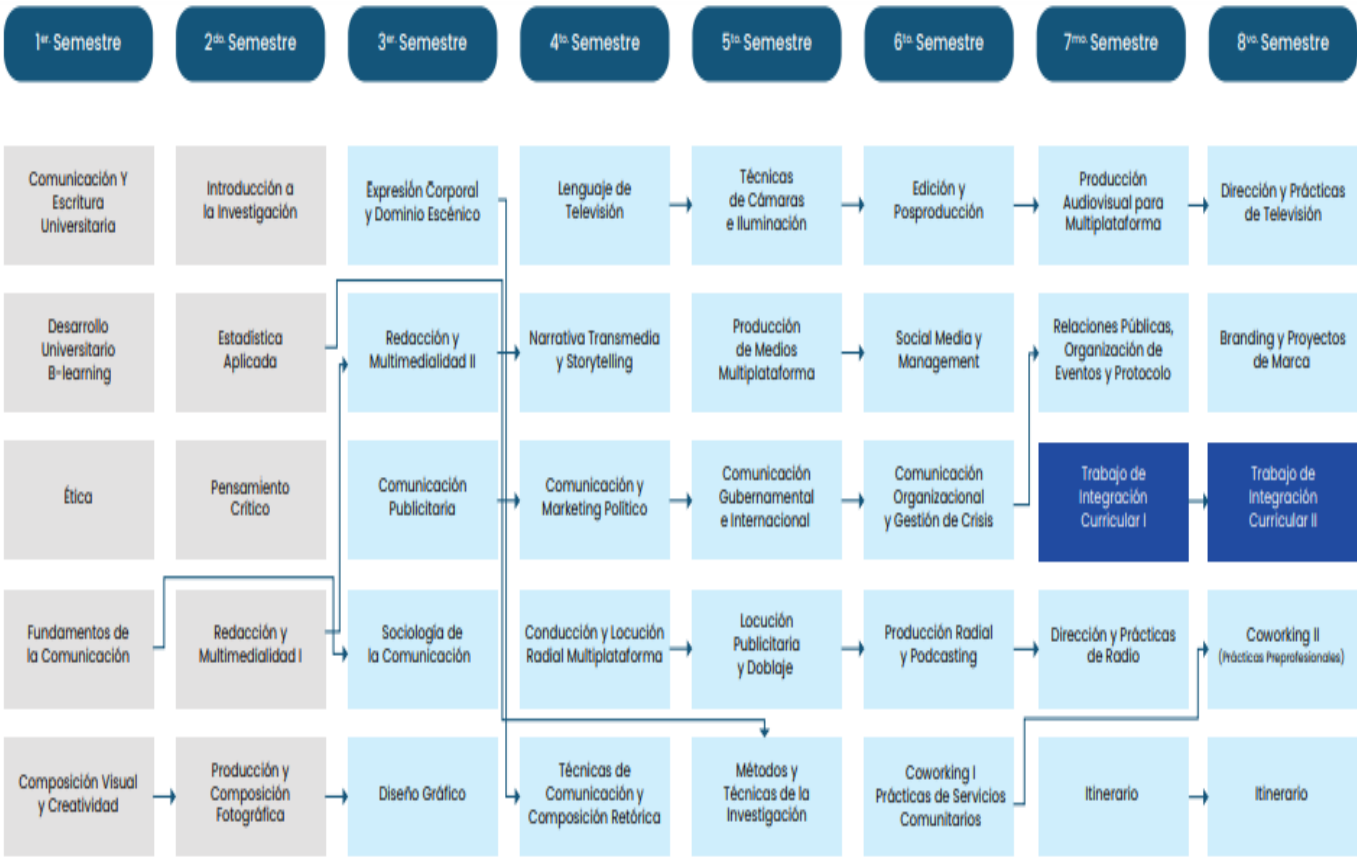 1er. Semestre
2do. Semestre
3er. Semestre
4to. Semestre
5to. Semestre
6to. Semestre
7mo. Semestre
8vo. Semestre
Comunicación Y
Escritura
Universitaria
Introducción a
la Investigación
Expresión Corporal
y Dominio Escénico
Lenguaje de
Televisión
Técnicas
de Cámaras
e Iluminación
Edición y
Posproducción
Producción
Audiovisual para
Multiplataforma
Dirección y Prácticas
de Televisión
Desarrollo
Universitario
B-learning
Estadística
Aplicada
Redacción y
Multimedialidad II
Narrativa Transmedia
y Storytelling
Producción
de Medios
Multiplataforma
Social Media y
Management
Relaciones Públicas,
Organización de
Eventos y Protocolo
Branding y Proyectos
de Marca
Ética
Pensamiento
Crítico
Comunicación
Publicitaria
Comunicación y
Marketing Político
Comunicación
Gubernamental
e Internacional
Comunicación
Organizacional
y Gestión de Crisis
Trabajo de
Integración
Curricular I
Trabajo de
Integración
Curricular II
Fundamentos de
la Comunicación
Redacción y
Multimedialidad I
Sociología de
la Comunicación
Conducción y Locución
Radial Multiplataforma
Locución
Publicitaria
y Doblaje
Producción Radial
y Podcasting
Dirección y Prácticas
de Radio
Coworking II
(Prácticas Preprofesionales)
Composición Visual
y Creatividad
Producción y
Composición
Fotográfica
Diseño Gráfico
Técnicas de
Comunicación y
Composición Retórica
Métodos y
Técnicas de la
Investigación
Coworking I
Prácticas de Servicios
Comunitarios
Itinerario
Itinerario